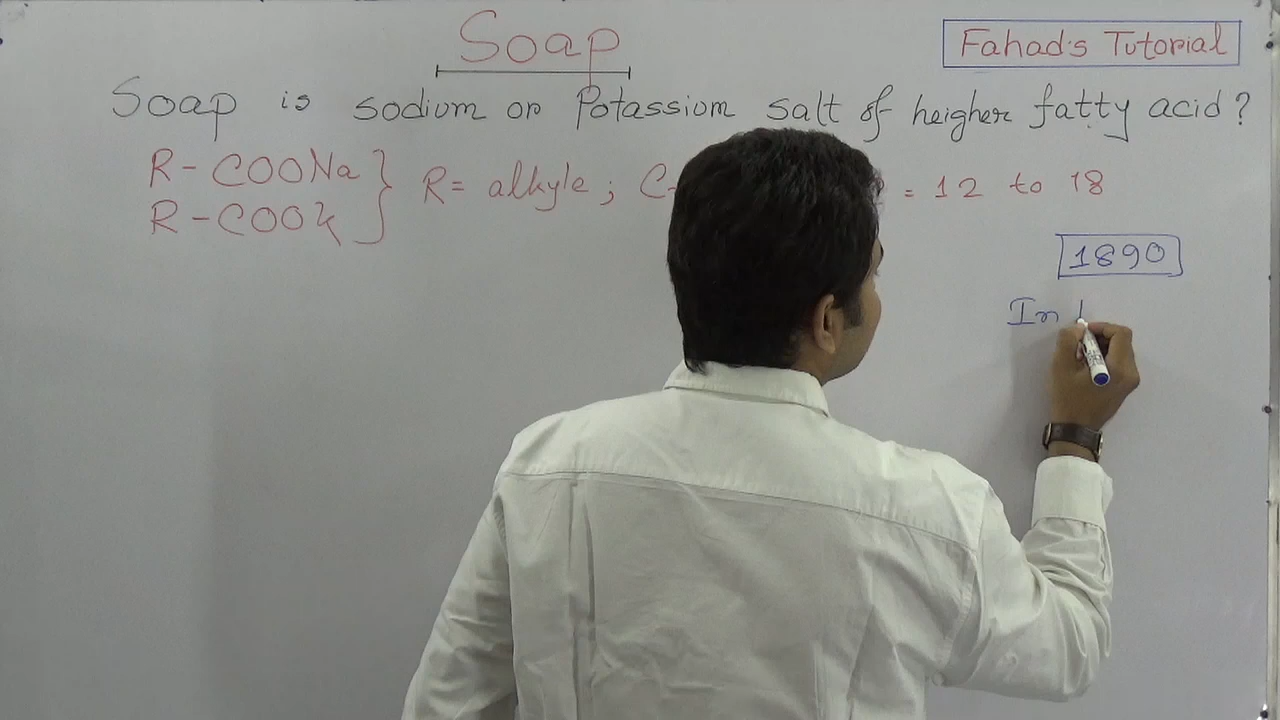 Soap
Fahad's Tutorial
Soap is sodium or Potassium salt of heigher fatty acid?
R-COONa } R= alkyle; C- = 12 to 18
R-COOK
1890
In